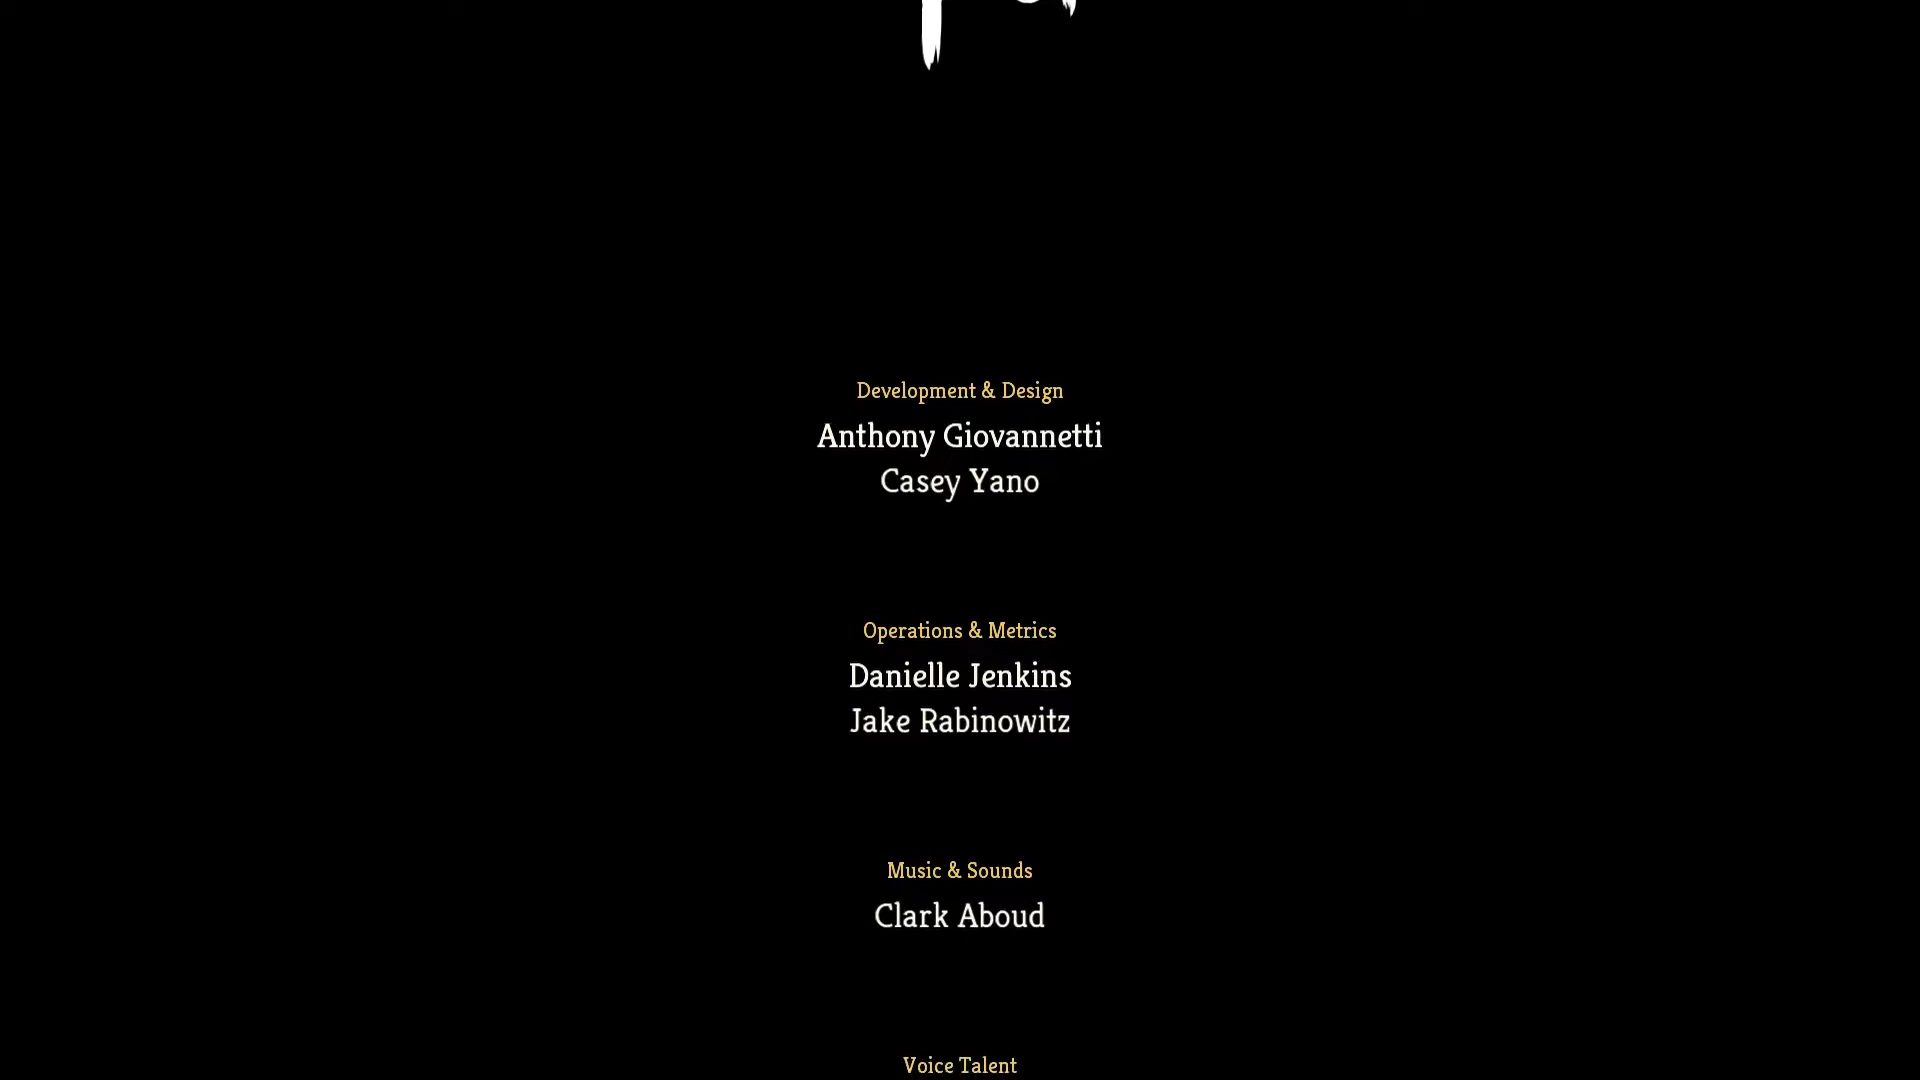 Development & Design
Anthony Giovannetti
Casey Yano
Operations & Metrics
Danielle Jenkins
Jake Rabinowitz
Music & Sounds
Clark Aboud
Voice Talent